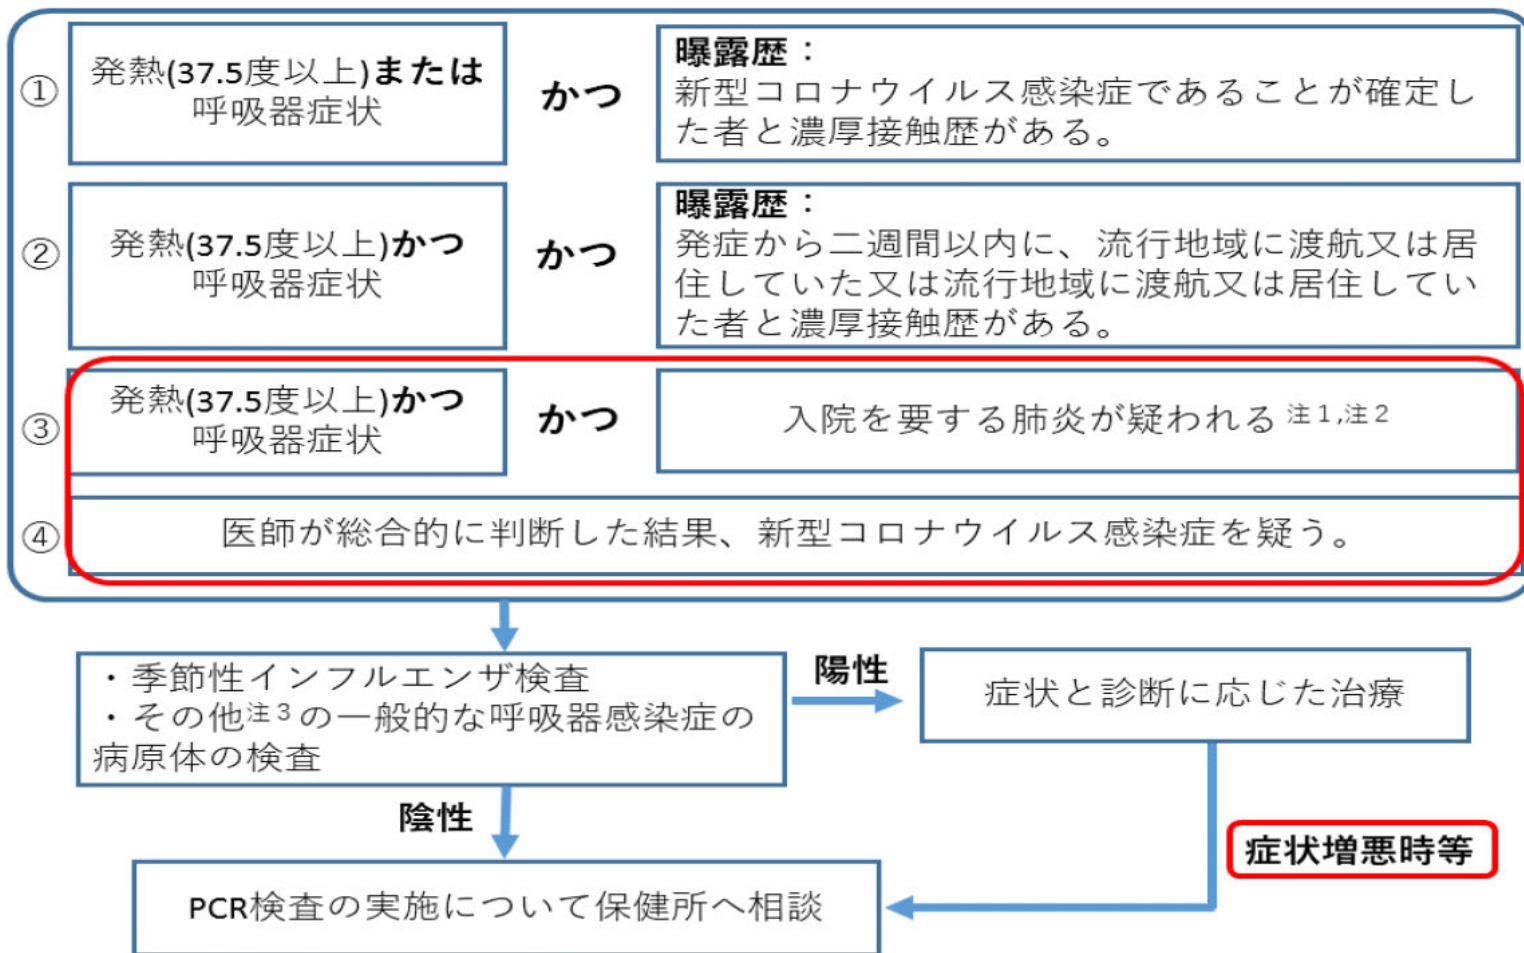 ①
発熱(37.5度以上)または
呼吸器症状
かつ
曝露歴：
新型コロナウイルス感染症であることが確定し
た者と濃厚接触歴がある。
②
発熱(37.5度以上)かつ
呼吸器症状
かつ
曝露歴：
発症から二週間以内に、流行地域に渡航又は居
住していた又は流行地域に渡航又は居住してい
た者と濃厚接触歴がある。
③
発熱(37.5度以上)かつ
呼吸器症状
かつ
入院を要する肺炎が疑われる 注1,注2
④
医師が総合的に判断した結果、新型コロナウイルス感染症を疑う。
・季節性インフルエンザ検査
・その他注3の一般的な呼吸器感染症の
病原体の検査
陽性
症状と診断に応じた治療
陰性
症状増悪時等
PCR検査の実施について保健所へ相談